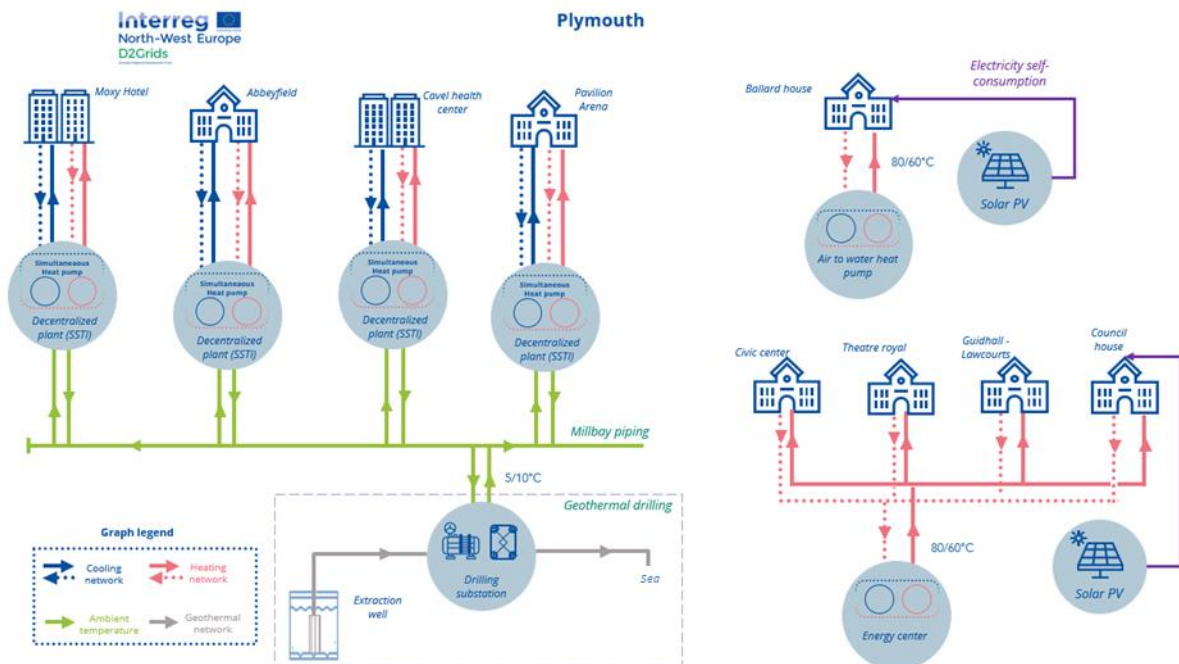 Interreg
North-West Europe
D2Grids
Plymouth
Moxy Hotel
Abbeyfield
Cavel health
center
Pavilion
Arena
Simultaneaous
Heat pump
Decentralized
plant (SSTI)
Simultaneous
Heat pump
Decentralized
plant (SSTI)
Simultaneous
Heat pump
Decentralized
plant (SSTI)
Simultaneous
Heat pump
Decentralized
plant (SSTI)
Millbay piping
5/10°C
Geothermal drilling
Drilling
substation
Extraction
well
Sea
Graph legend
Cooling
network
Heating
network
Ambient
temperature
Geothermal
network
Electricity self-
consumption
Ballard house
80/60°C
Solar PV
Air to water heat
pump
Civic center
Theatre royal
Guidhall -
Lawcourts
Council
house
80/60°C
Energy center
Solar PV